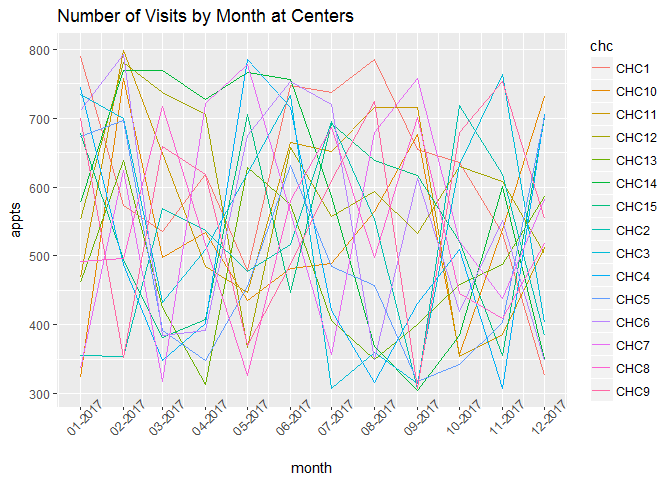 Number of Visits by Month at Centers
appts
800
700
600
500
400
300
01-2017
02-2017
03-2017
04-2017
05-2017
06-2017
07-2017
08-2017
09-2017
10-2017
11-2017
12-2017
month
chc
CHC1
CHC10
CHC11
CHC12
CHC13
CHC14
CHC15
CHC2
CHC3
CHC4
CHC5
CHC6
CHC7
CHC8
CHC9